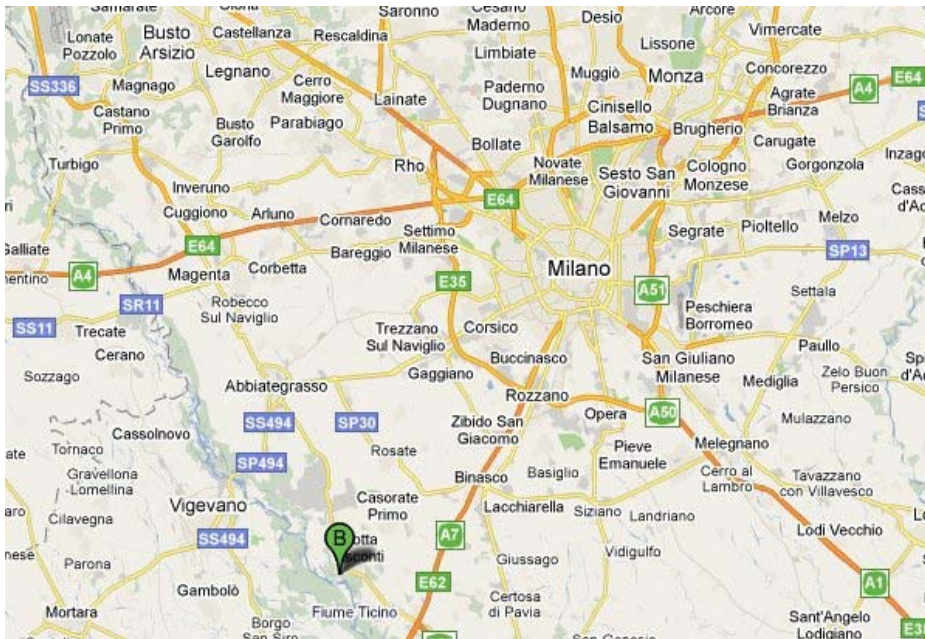 Samarate
Gloria
Saronno
Cesano
Maderno
Desio
Arcore
Vimercate
Lonate
Pozzolo
Busto
Arsizio
Castellanza
Rescaldina
Limbiate
Lissone
Legnano
Muggiò
Monza
Concorezzo
E64
A4
SS336
Magnago
Cerro
Maggiore
Lainate
Paderno
Dugnano
Cinisello
Balsamo
Agrate
Brianza
Castano
Primo
Busto
Garolfo
Parabiago
Bollate
Brugherio
Carugate
Turbigo
Rho
Novate
Milanese
Sesto San
Giovanni
Cologno
Monzese
Gorgonzola
Inzago
Inveruno
E64
Cuggiono
Arluno
Cornaredo
Settimo
Milanese
Segrate
Pioltello
Melzo
Cass
d'Ad
Galliate
E64
Bareggio
SP13
A4
Magenta
Corbetta
E35
Milano
A51
Settala
SR11
Robecco
Sul Naviglio
Peschiera
Borromeo
SS11
Trecate
Trezzano
Sul Naviglio
Corsico
Cerano
Buccinasco
San Giuliano
Milanese
Paullo
Sozzago
Abbiategrasso
Gaggiano
Rozzano
Mediglia
Zelo Buon
Persico
SS494
SP30
Zibido San
Giacomo
Opera
A50
Mulazzano
Cassolnovo
Tornaco
SP494
Rosate
Pieve
Emanuele
Melegnano
Gravellona
Lomellina
Binasco
Basiglio
Cerro al
Lambro
Tavazzano
con Villavesco
Vigevano
Casorate
Primo
Lacchiarella
Siziano
Landriano
Cilavegna
SS494
B
A7
Lodi Vecchio
Parona
Giussago
Vidigulfo
Gambolò
E62
A1
Mortara
Fiume Ticino
Certosa
di Pavia
Borgo
San Siro
Sant'Angelo
Lodigiano